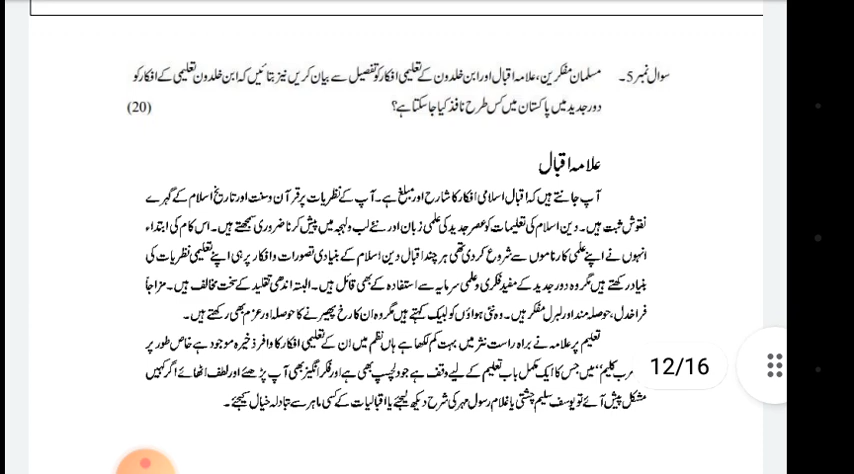 سوال نمبر 5۔ مسلمان مفکرین، علامہ اقبال اور ابن خلدون کے تعلیمی افکار کو تفصیل سے بیان کریں نیز بتائیں کہ ابن خلدون تعلیمی کے افکار کو
دور جدید میں پاکستان میں کس طرح نافذ کیا جا سکتا ہے؟ (20)
علامہ اقبال
آپ جانتے ہیں کہ اقبال اسلامی افکار کا شارح اور مبلغ ہے۔ آپ کے نظریات پر قرآن و سنت اور تاریخ اسلام کے گہرے
نقوش ثبت ہیں۔ دین اسلام کی تعلیمات کو عصر جدید کی علمی زبان اور نئے لب ولہجہ میں پیش کرنا ضروری سمجھتے ہیں۔ اس کام کی ابتداء
انہوں نے اپنے علمی کارناموں سے شروع کر دی تھی ہر چند اقبال دین اسلام کے بنیادی تصورات و افکار پر ہی اپنے تعلیمی نظریات کی
بنیاد رکھتے ہیں مگر وہ دور جدید کے مفید فکری و علمی سرمایہ سے استفادہ کے بھی قائل ہیں۔ البتہ اندھی تقلید کے سخت مخالف ہیں۔ مزاجاً
فراخدل، حوصلہ مند اور لبرل مفکر ہیں۔ وہ نئی ہواؤں کو لبیک کہتے ہیں مگر وہ ان کا رخ پھیرنے کا حوصلہ اور عزم بھی رکھتے ہیں۔
تعلیم پر علامہ نے براہ راست نثر میں بہت کم لکھا ہے ہاں نظم میں ان کے تعلیمی افکار کا وافر ذخیرہ موجود ہے خاص طور پر
رب کلیم‘‘ میں جس کا ایک مکمل باب تعلیم کے لیے وقف ہے جو دلچسپ بھی ہے اور فکر انگیز بھی آپ پڑھئے اور لطف اٹھائے اگر کہیں
مشکل پیش آئے تو یوسف سلیم چشتی یا غلام رسول مہر کی شرح دیکھ لیجئے یا اقبالیات کے کسی ماہر سے تبادلہ خیال کیجئے۔
12/16